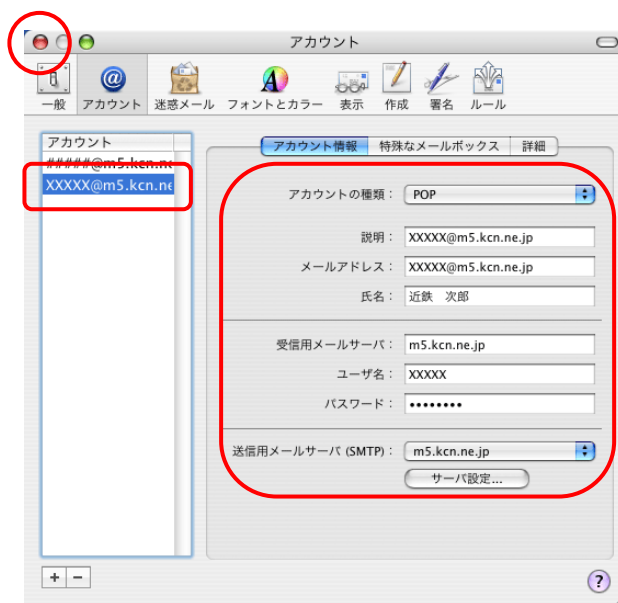 アカウント
一般 アカウント 迷惑メール フォントとカラー 表示 作成 署名 ルール
アカウント
#####@m5.kcn.ne
XXXXX@m5.kcn.ne
アカウント情報 特殊なメールボックス 詳細
アカウントの種類： POP
説明： XXXXX@m5.kcn.ne.jp
メールアドレス： XXXXX@m5.kcn.ne.jp
氏名： 近鉄　次郎
受信用メールサーバ： m5.kcn.ne.jp
ユーザ名： XXXXX
パスワード： ••••••••
送信用メールサーバ (SMTP)： m5.kcn.ne.jp
サーバ設定...
+ − ?